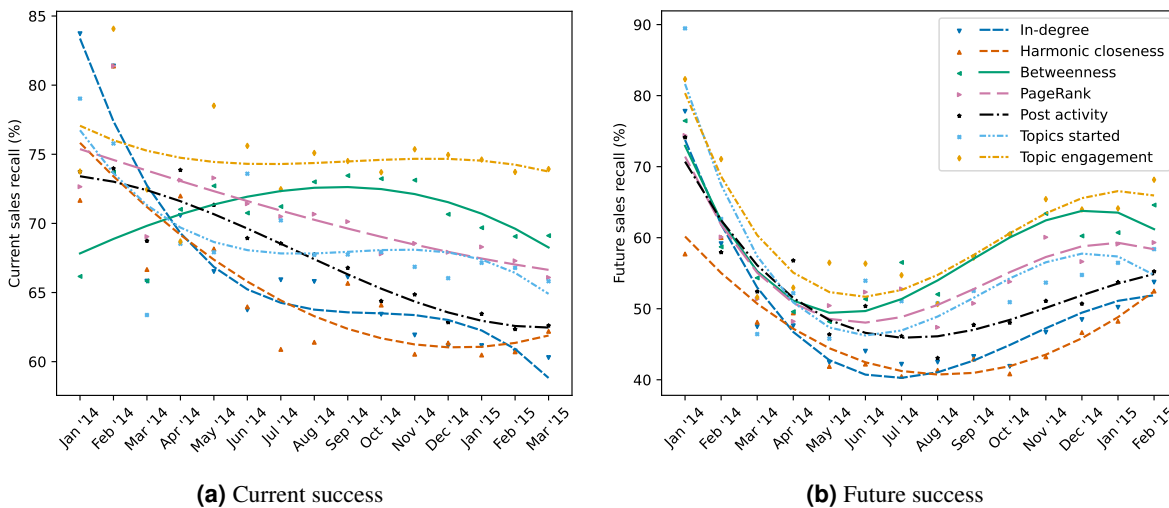 85
80
75
70
65
60
Current sales recall (%)
Jan '14
Feb '14
Mar '14
Apr '14
May '14
Jun '14
Jul '14
Aug '14
Sep '14
Oct '14
Nov '14
Dec '14
Jan '15
Feb '15
Mar '15
(a) Current success
90
80
70
60
50
40
Future sales recall (%)
In-degree
Harmonic closeness
Betweenness
PageRank
Post activity
Topics started
Topic engagement
Jan '14
Feb '14
Mar '14
Apr '14
May '14
Jun '14
Jul '14
Aug '14
Sep '14
Oct '14
Nov '14
Dec '14
Jan '15
Feb '15
(b) Future success